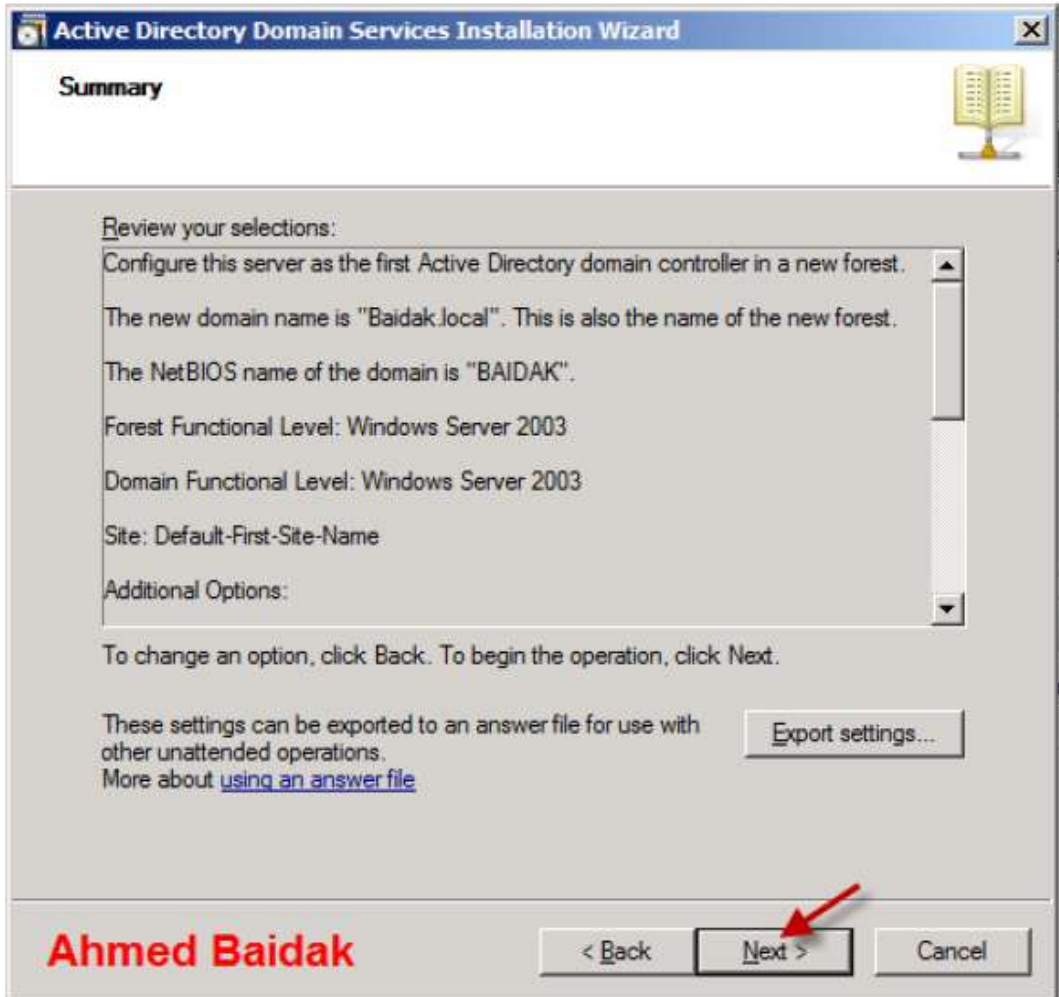 Active Directory Domain Services Installation Wizard
Summary
Review your selections:
Configure this server as the first Active Directory domain controller in a new forest.
The new domain name is "Baidak.local". This is also the name of the new forest.
The NetBIOS name of the domain is "BAIDAK".
Forest Functional Level: Windows Server 2003
Domain Functional Level: Windows Server 2003
Site: Default-First-Site-Name
Additional Options:
To change an option, click Back. To begin the operation, click Next.
These settings can be exported to an answer file for use with
other unattended operations.
More about using an answer file
Export settings...
Ahmed Baidak
< Back
Next >
Cancel